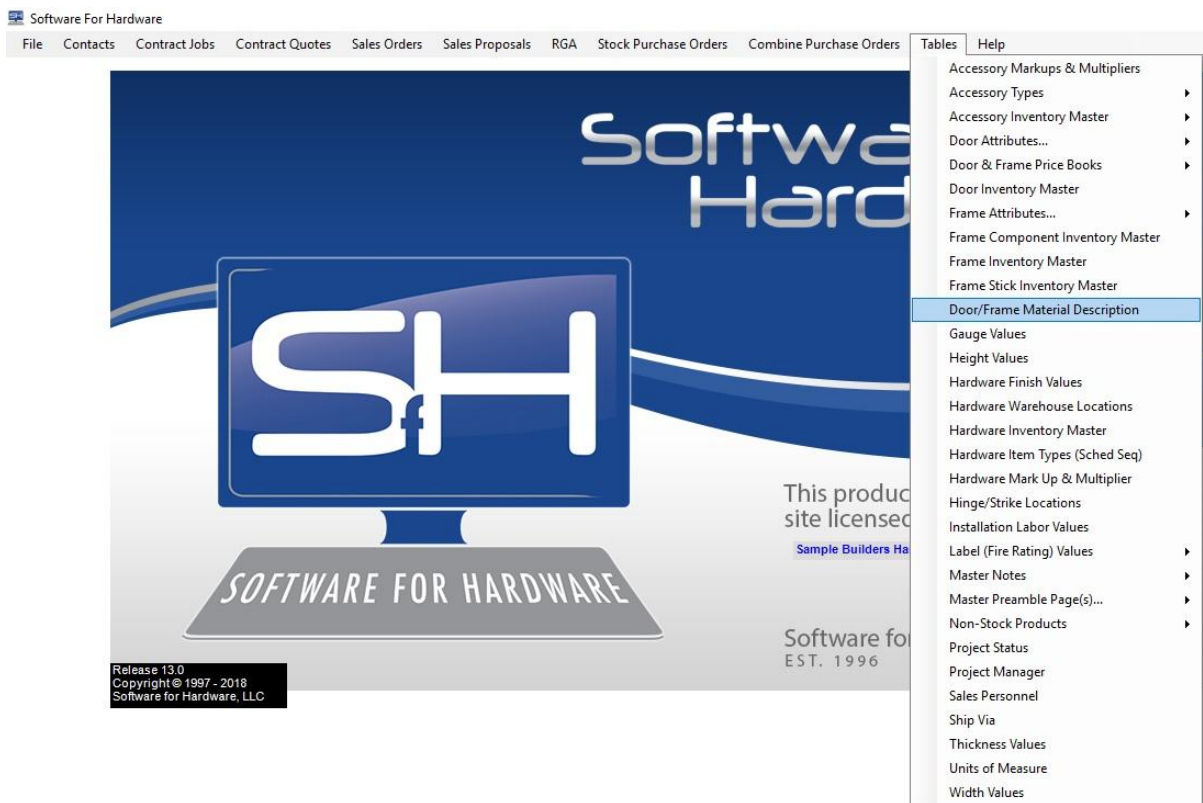 Software For Hardware
File Contacts Contract Jobs Contract Quotes Sales Orders Sales Proposals RGA Stock Purchase Orders Combine Purchase Orders Tables Help
Accessory Markups & Multipliers
Accessory Types
Accessory Inventory Master
Door Attributes...
Door & Frame Price Books
Door Inventory Master
Frame Attributes...
Frame Component Inventory Master
Frame Inventory Master
Frame Stick Inventory Master
Door/Frame Material Description
Gauge Values
Height Values
Hardware Finish Values
Hardware Warehouse Locations
Hardware Inventory Master
Hardware Item Types (Sched Seq)
Hardware Mark Up & Multiplier
Hinge/Strike Locations
Installation Labor Values
Label (Fire Rating) Values
Master Notes
Master Preamble Page(s)...
Non-Stock Products
Project Status
Project Manager
Sales Personnel
Ship Via
Thickness Values
Units of Measure
Width Values
Softwa
Hard
SfH
SOFTWARE FOR HARDWARE
This produc
site licensed
Sample Builders Ha
Software fo
EST. 1996
Release 13.0
Copyright © 1997 - 2018
Software for Hardware, LLC